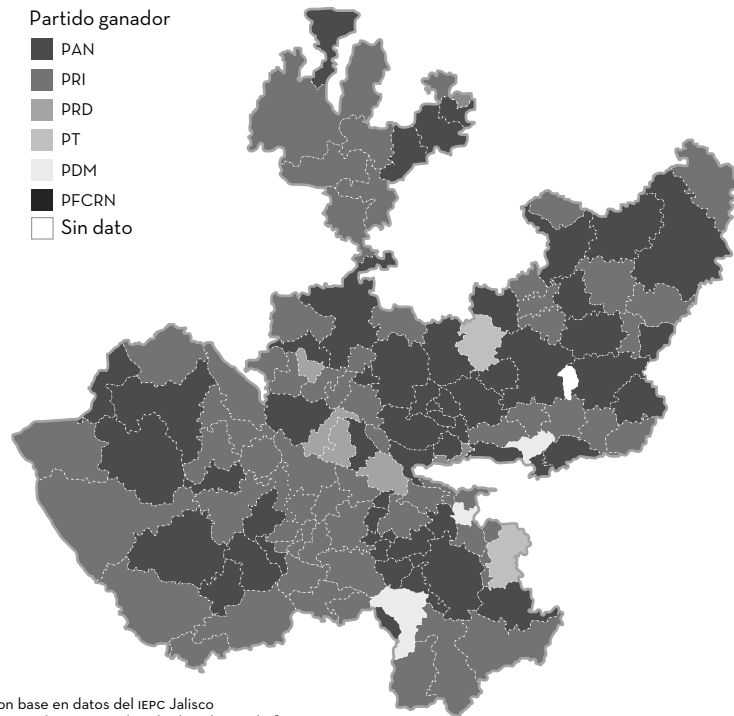 Partido ganador
PAN
PRI
PRD
PT
PDM
PFCRN
Sin dato
on base en datos del IEPC Jalisco